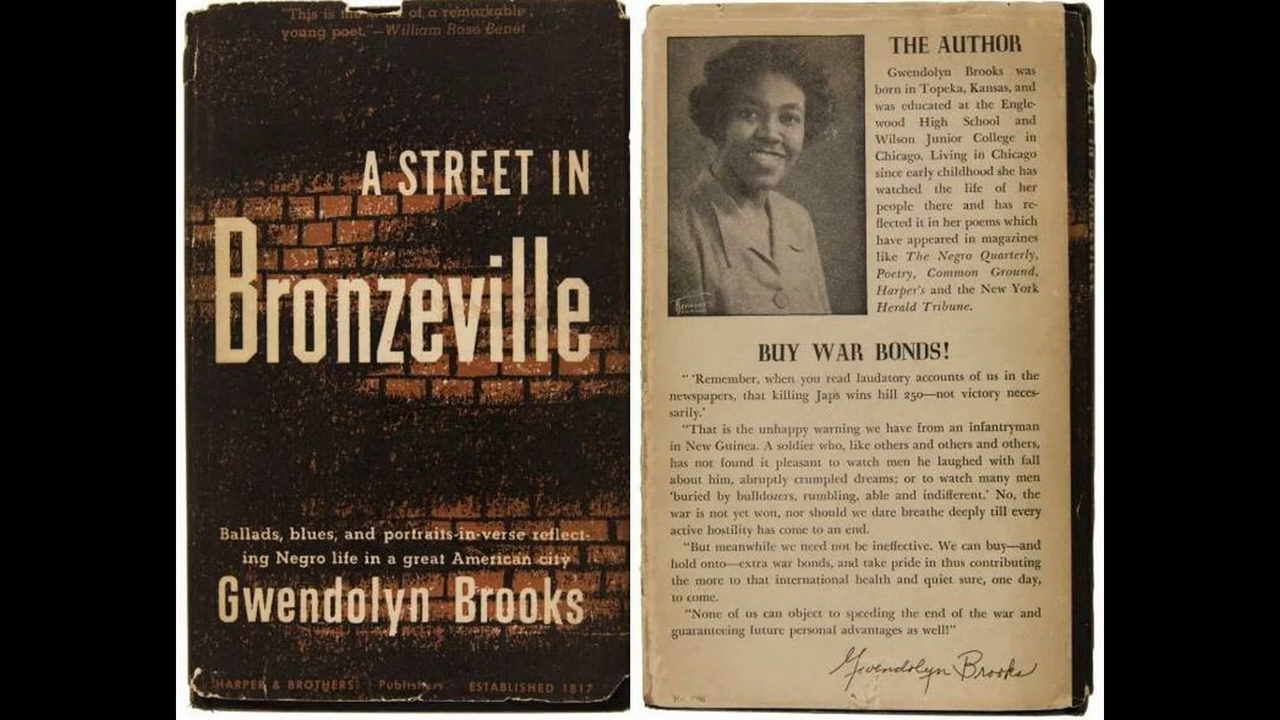 "This is the work of a remarkable
young poet. —William Rose Benet
A STREET IN
Bronzeville
Ballads, blues, and portraits-in-verse reflect-
ing Negro life in a great American city
Gwendolyn Brooks
HARPER & BROTHERS Publishers ESTABLISHED 1817
THE AUTHOR
Gwendolyn Brooks was
born in Topeka, Kansas, and
was educated at the Engle-
wood High School and
Wilson Junior College in
Chicago. Living in Chicago
since early childhood she has
watched the life of her
people there and has re-
flected it in her poems which
have appeared in magazines
like The Negro Quarterly,
Poetry, Common Ground,
Harper's and the New York
Herald Tribune.
BUY WAR BONDS!
" 'Remember, when you read laudatory accounts of us in the
newspapers, that killing Japs wins hill 250—not victory neces-
sarily.'
"That is the unhappy warning we have from an infantryman
in New Guinea. A soldier who, like others and others and others,
has not found it pleasant to watch men he laughed with fall
about him, abruptly crumpled dreams; or to watch many men
'buried by bulldozers, rumbling, able and indifferent.' No, the
war is not yet won, nor should we dare breathe deeply till every
active hostility has come to an end.
"But meanwhile we need not be ineffective. We can buy—and
hold onto—extra war bonds, and take pride in thus contributing
the more to that international health and quiet sure, one day,
to come.
"None of us can object to speeding the end of the war and
guaranteeing future personal advantages as well!"
Gwendolyn Brooks